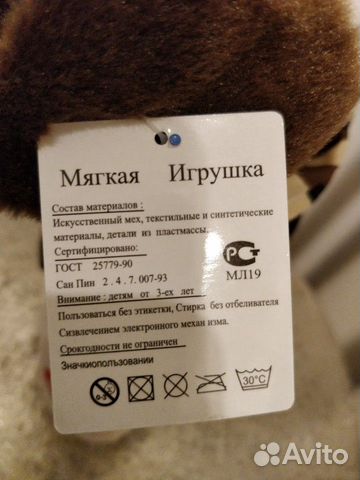 Мягкая Игрушка
Состав материалов :
Искусственный мех, текстильные и синтетические
материалы, детали из пластмассы.
Сертифицировано:
ГОСТ 25779-90
Сан Пин 2 . 4 . 7. 007-93
МЛ19
Внимание : детям от 3-ех лет
Пользоваться без этикетки, Стирка без отбеливателя
Сизвлечением электронного механ изма.
Срокгодности не ограничен
Значкиопользовании
0-3
30°C
Avito